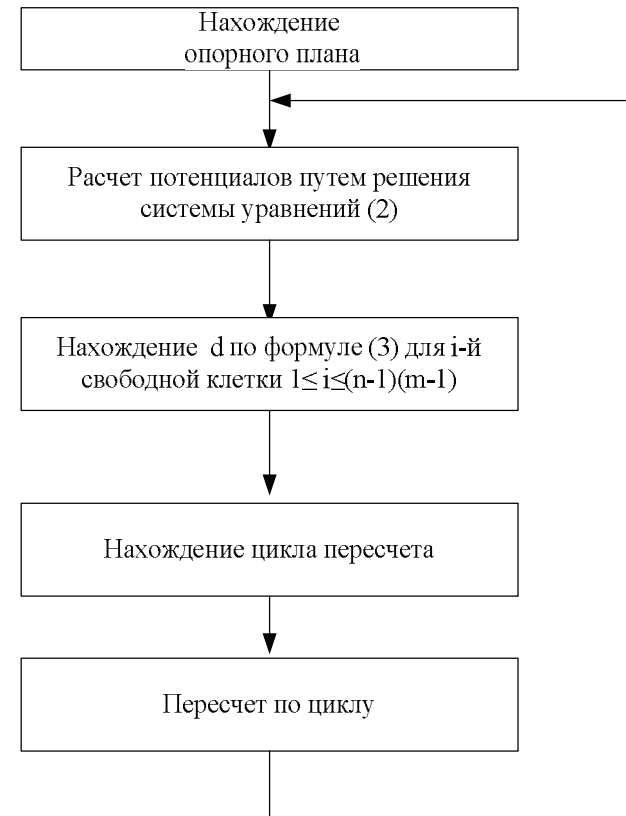 Нахождение
опорного плана
Расчет потенциалов путем решения
системы уравнений (2)
Нахождение d по формуле (3) для i-й
свободной клетки 1≤ i≤(n-1)(m-1)
Нахождение цикла пересчета
Пересчет по циклу